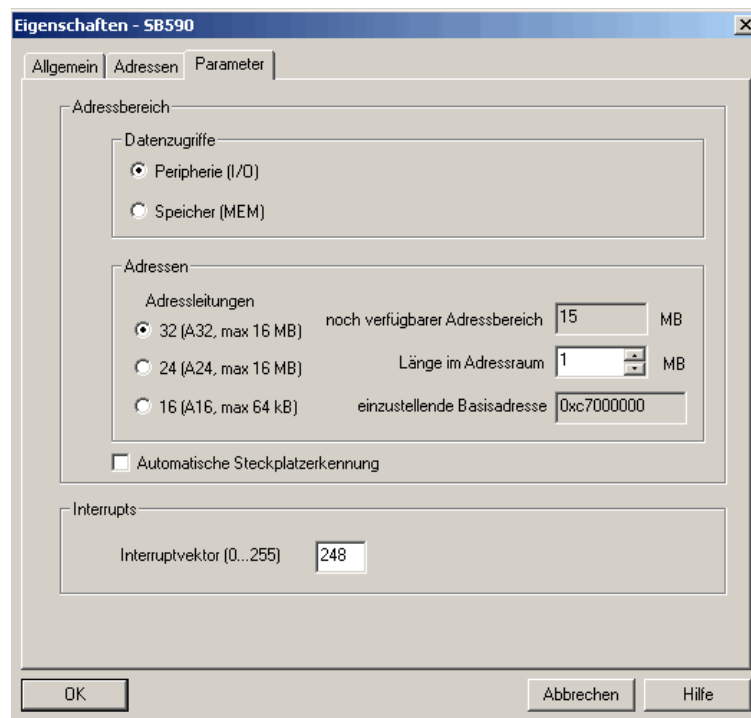 Eigenschaften - SB590
Allgemein Adressen Parameter
Adressbereich
Datenzugriffe
Peripherie (I/O)
Speicher (MEM)
Adressen
Adressleitungen
32 (A32, max 16 MB)
24 (A24, max 16 MB)
16 (A16, max 64 kB)
noch verfügbarer Adressbereich 15 MB
Länge im Adressraum 1 MB
einzustellende Basisadresse 0xc7000000
Automatische Steckplatzerkennung
Interrupts
Interruptvektor (0...255) 248
OK Abbrechen Hilfe